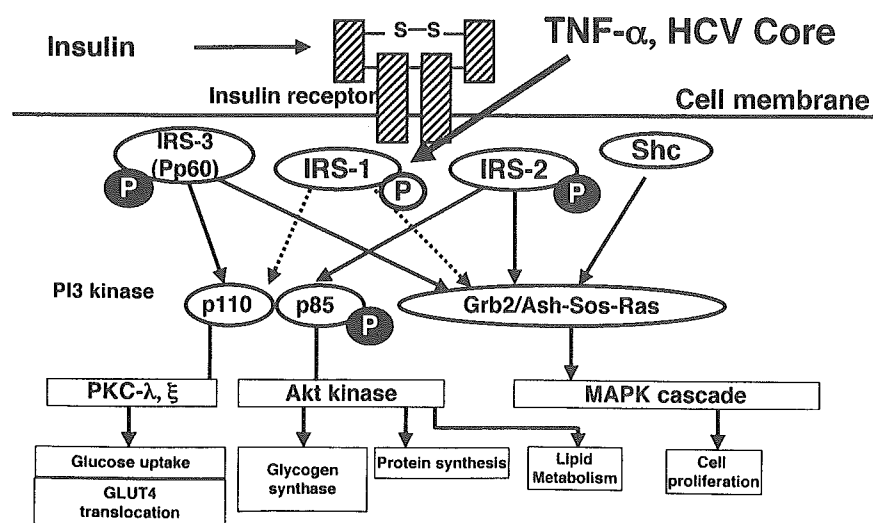 Insulin
S–S
TNF-α, HCV Core
Insulin receptor
Cell membrane
IRS-3
(Pp60)
P
IRS-1
P
IRS-2
P
Shc
PI3 kinase
p110
p85
P
Grb2/Ash-Sos-Ras
PKC-λ, ξ
Akt kinase
MAPK cascade
Glucose uptake
GLUT4
translocation
Glycogen
synthase
Protein synthesis
Lipid
Metabolism
Cell
proliferation